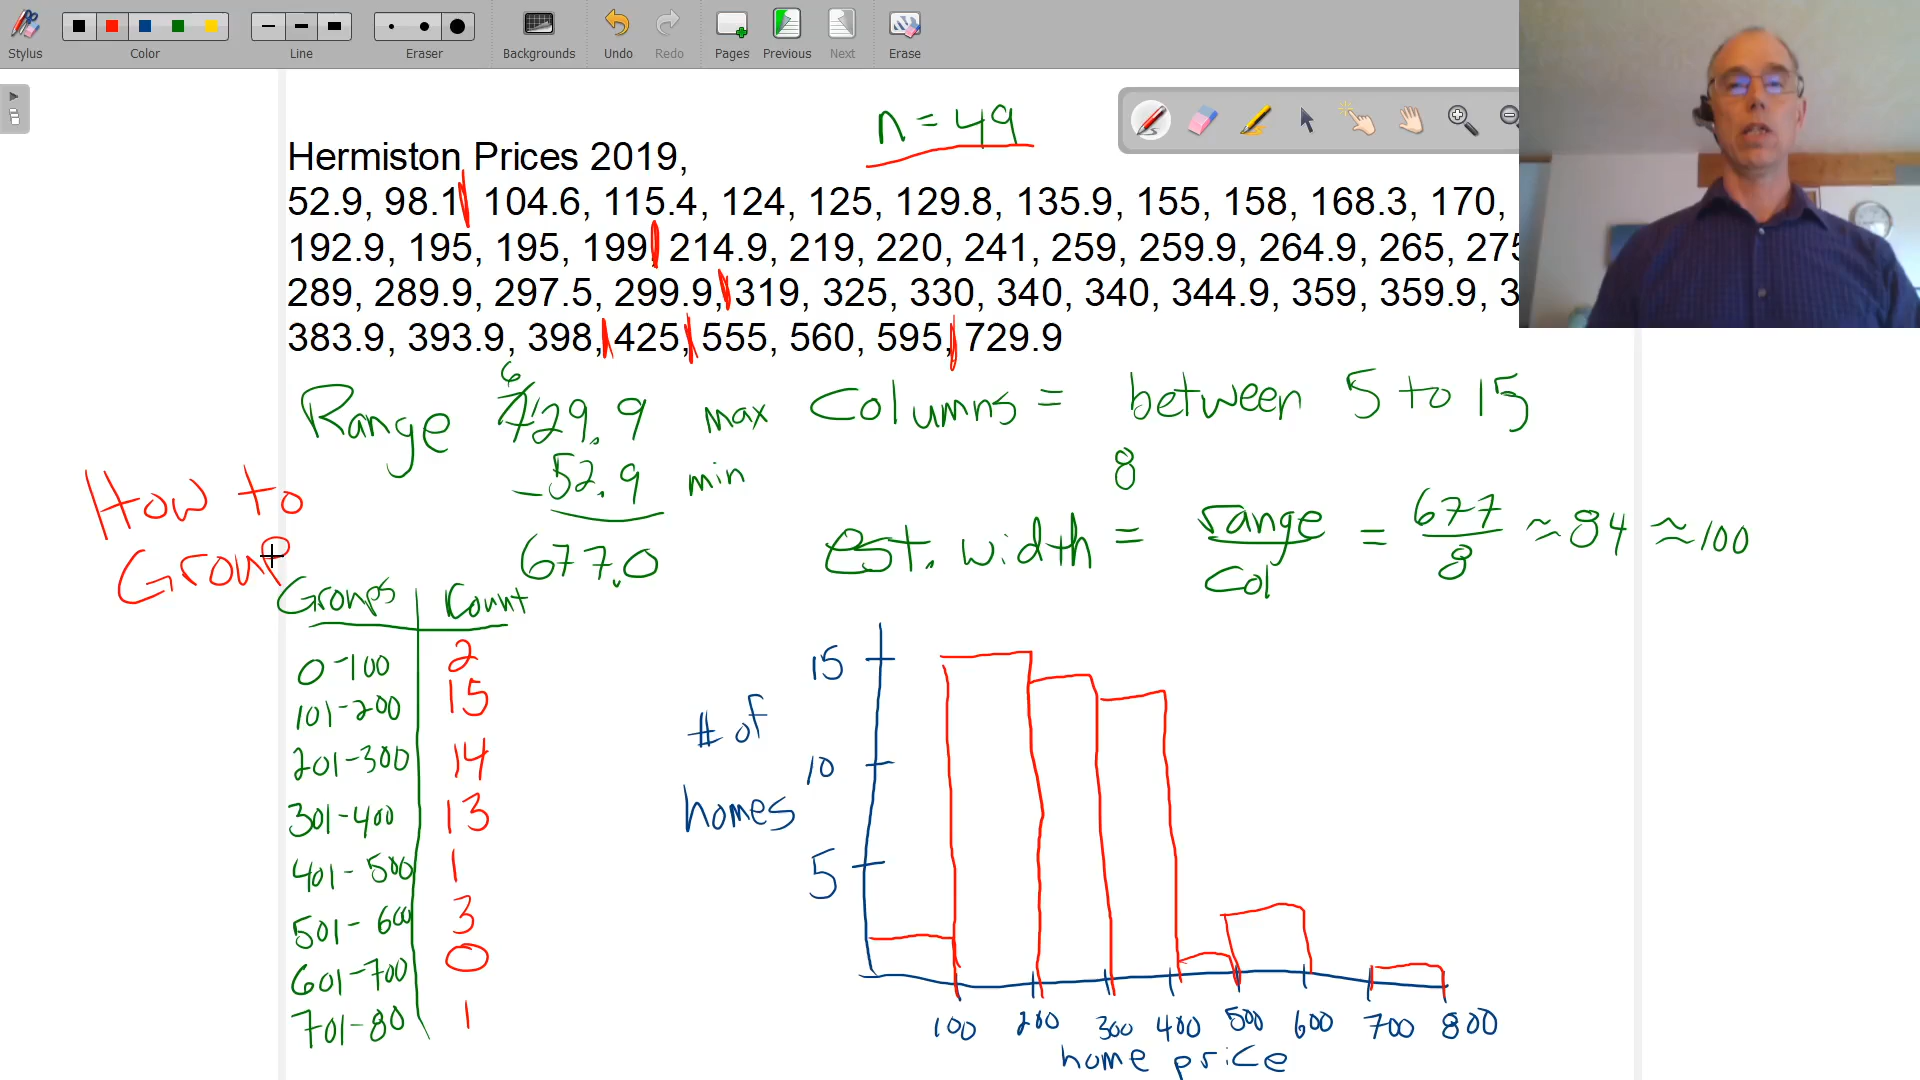 Stylus Color Line Eraser Backgrounds Undo Redo Pages Previous Next Erase
n = 49
Hermiston Prices 2019,
52.9, 98.1 104.6, 115.4, 124, 125, 129.8, 135.9, 155, 158, 168.3, 170,
192.9, 195, 195, 199, 214.9, 219, 220, 241, 259, 259.9, 264.9, 265, 275
289, 289.9, 297.5, 299.9, 319, 325, 330, 340, 340, 344.9, 359, 359.9, 3
383.9, 393.9, 398, 425, 555, 560, 595, 729.9
Range 729.9 max Columns = between 5 to 15
6
- 52.9 min
8
677.0
est. width = range/col = 677/8 ≈ 84 ≈ 100
How to
Group
Groups Count
0-100 2
101-200 15
201-300 14
301-400 13
401-500 1
501-600 3
601-700 0
701-80 1
# of
homes
15
10
5
100 200 300 400 500 600 700 800
home price